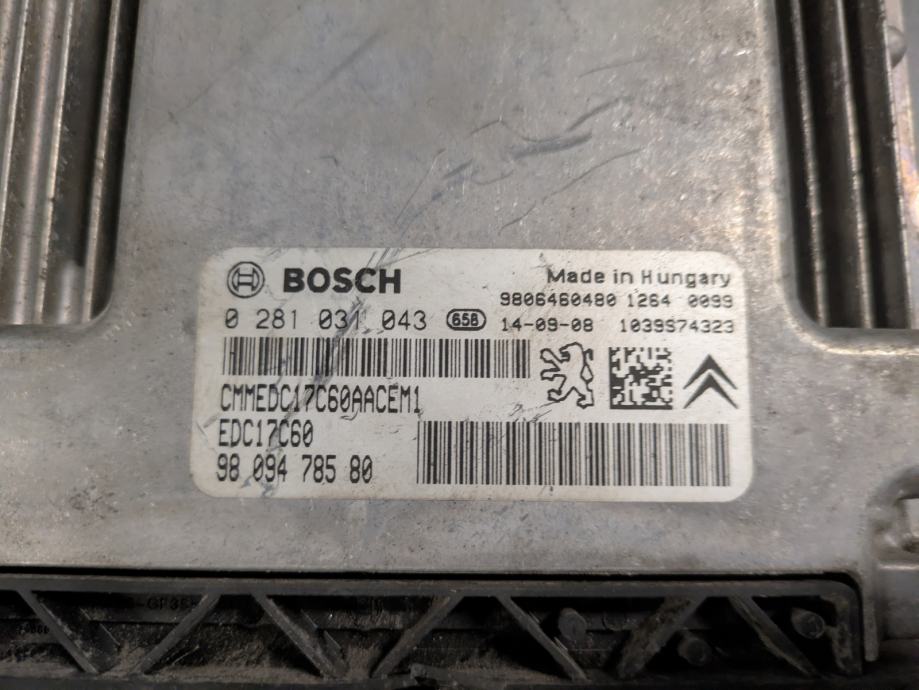 BOSCH
Made in Hungary
9806460480 1264 0099
0 281 031 043 658
14-09-08 1039S74323
CMMEDC17C60AACEM1
EDC17C60
98 094 785 80